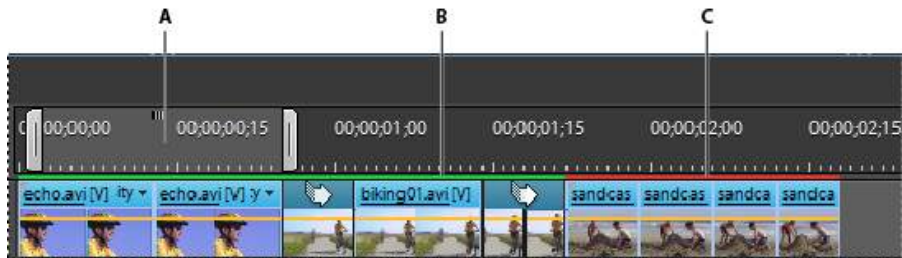 A B C
00;00;00 00;00;00;15 00;00;01;00 00;00;01;15 00;00;02;00 00;00;02;15
echo.avi [V] ity echo.avi [V] :y biking01.avi [V] sandcas sandcas sandca sandca